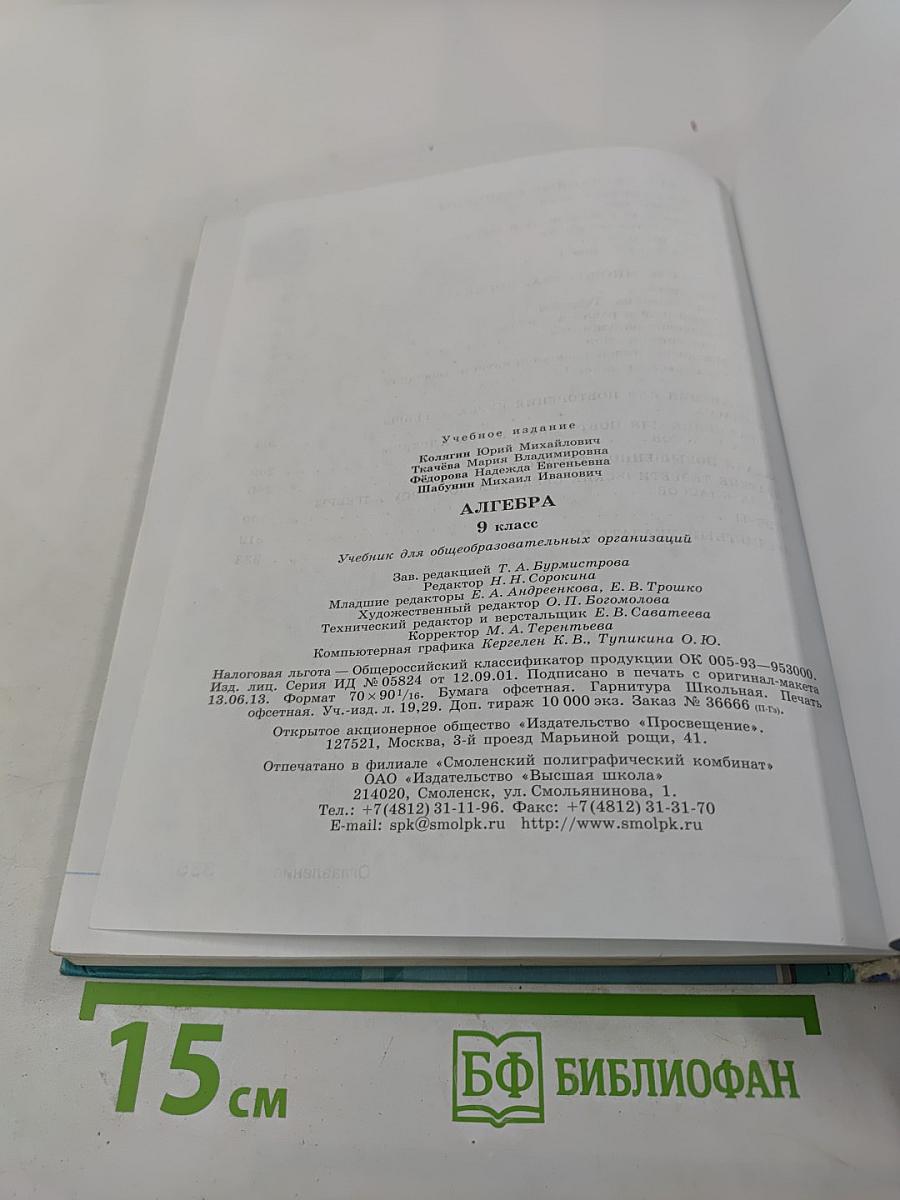 Учебное издание
Колягин Юрий Михайлович
Ткачёва Мария Владимировна
Фёдорова Надежда Евгеньевна
Шабунин Михаил Иванович
АЛГЕБРА
9 класс
Учебник для общеобразовательных организаций
Зав. редакцией Т. А. Бурмистрова
Редактор Н. Н. Сорокина
Младшие редакторы Е. А. Андреенкова, Е. В. Трошко
Художественный редактор О. П. Богомолова
Технический редактор и верстальщик Е. В. Саватеева
Корректор М. А. Терентьева
Компьютерная графика Кергелен К. В., Тупикина О. Ю.
Налоговая льгота — Общероссийский классификатор продукции ОК 005-93—953000.
Изд. лиц. Серия ИД № 05824 от 12.09.01. Подписано в печать с оригинал-макета
13.06.13. Формат 70×90 1/16. Бумага офсетная. Гарнитура Школьная. Печать
офсетная. Уч.-изд. л. 19,29. Доп. тираж 10 000 экз. Заказ № 36666 (п-Гз).
Открытое акционерное общество «Издательство «Просвещение».
127521, Москва, 3-й проезд Марьиной рощи, 41.
Отпечатано в филиале «Смоленский полиграфический комбинат»
ОАО «Издательство «Высшая школа»
214020, Смоленск, ул. Смольянинова, 1.
Тел.: +7(4812) 31-11-96. Факс: +7(4812) 31-31-70
E-mail: spk@smolpk.ru http://www.smolpk.ru
Оглавление
15 см
БФ БИБЛИОФАН